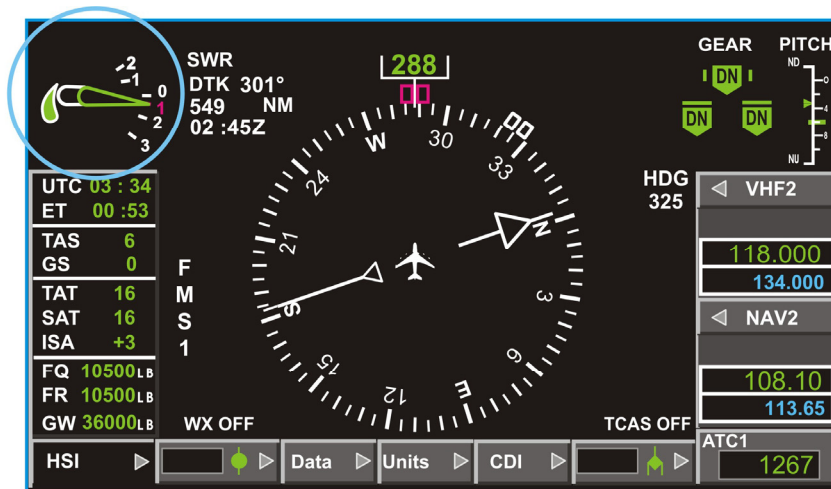 2
1
0
1
2
3
SWR
DTK 301°
549 NM
02 :45Z
288
GEAR
DN
DN DN
PITCH
ND
0
4
8
NU
W
30
33
N
3
6
E
12
15
S
21
24
HDG
325
F
M
S
1
UTC 03 : 34
ET 00 :53
TAS 6
GS 0
TAT 16
SAT 16
ISA +3
FQ 10500LB
FR 10500LB
GW 36000LB
VHF2
118.000
134.000
NAV2
108.10
113.65
ATC1
1267
WX OFF
TCAS OFF
HSI
Data
Units
CDI